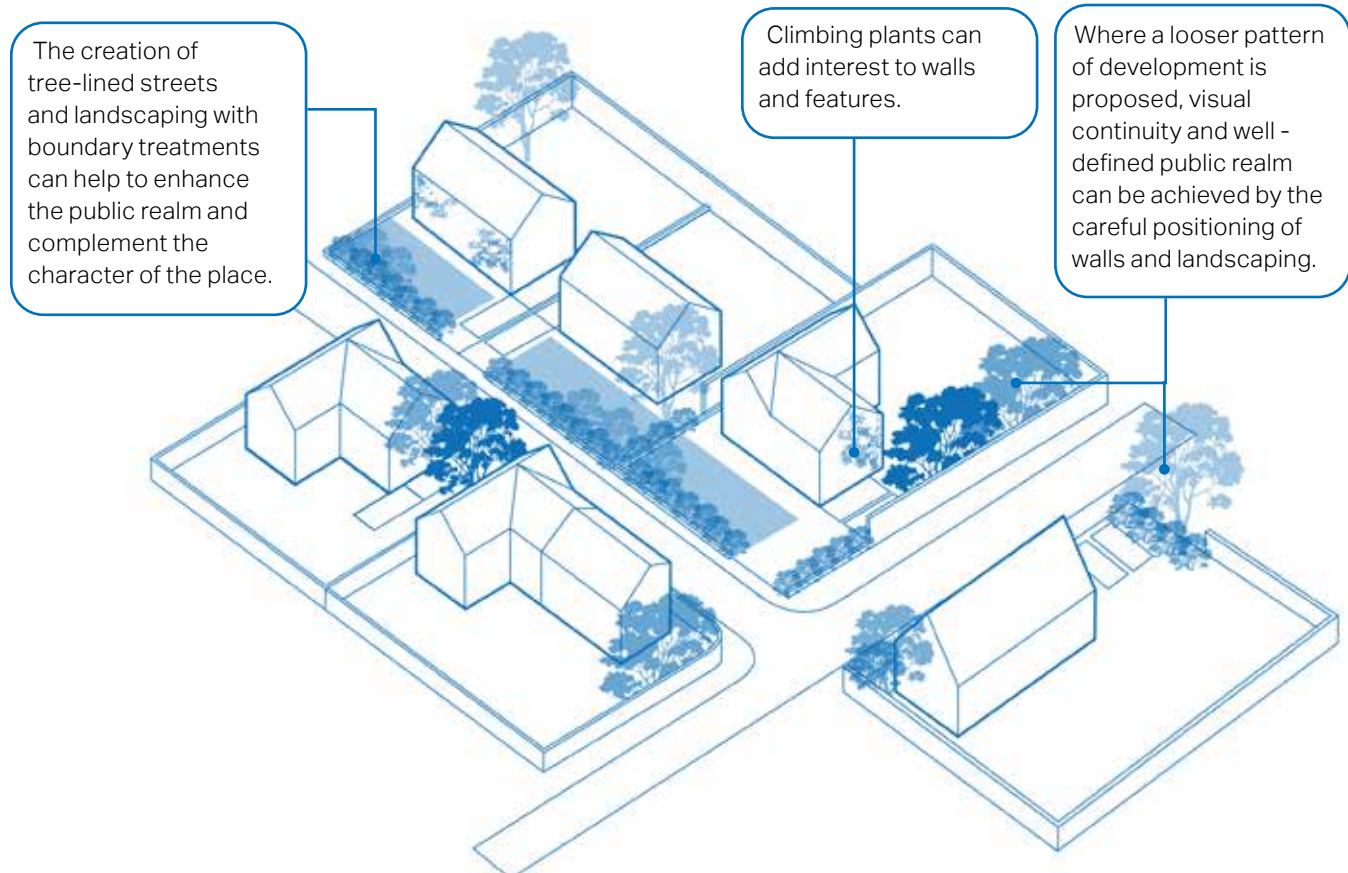 The creation of
tree-lined streets
and landscaping with
boundary treatments
can help to enhance
the public realm and
complement the
character of the place.
Climbing plants can
add interest to walls
and features.
Where a looser pattern
of development is
proposed, visual
continuity and well -
defined public realm
can be achieved by the
careful positioning of
walls and landscaping.